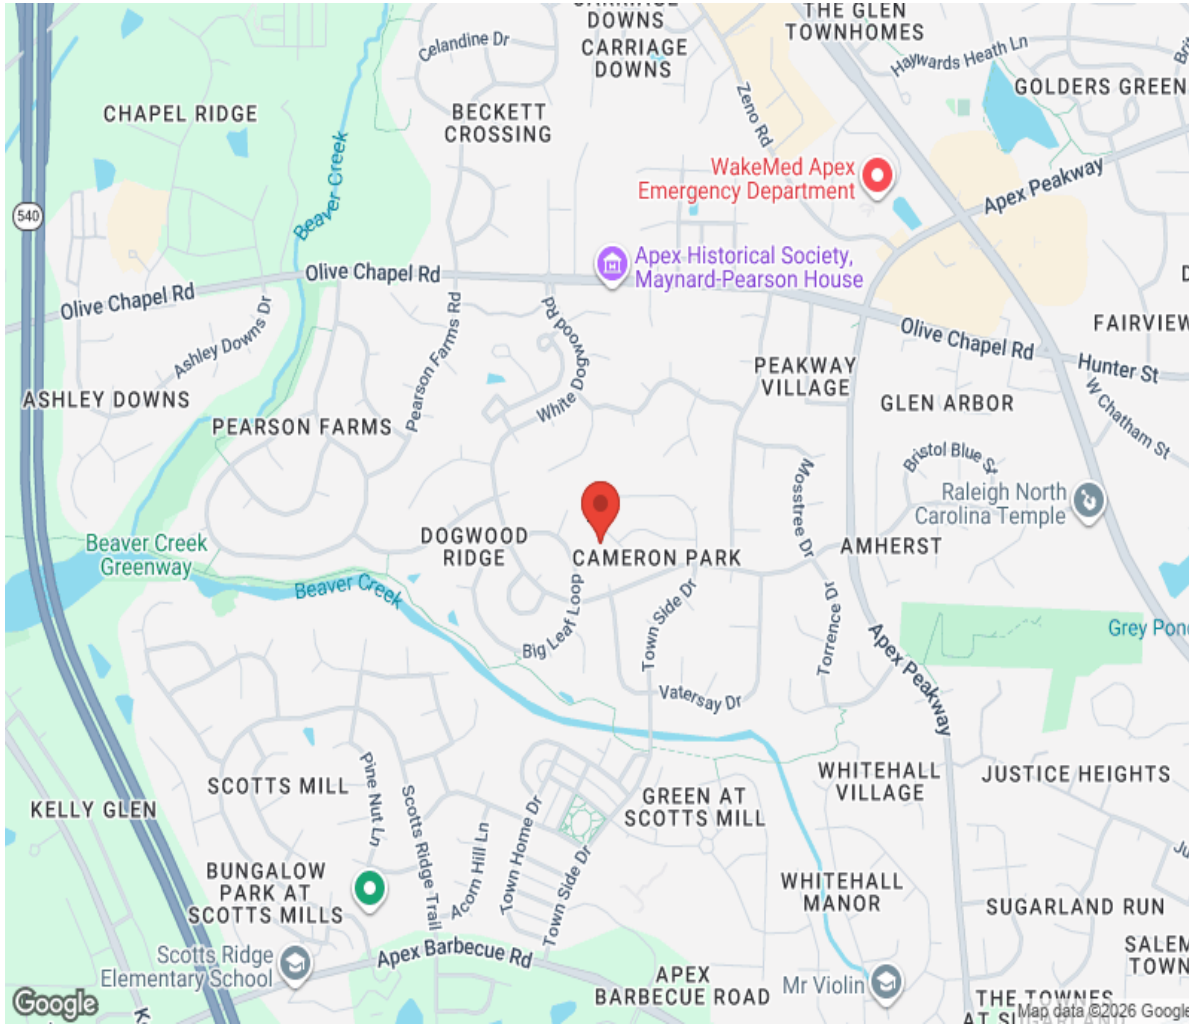 CARRIAGE
DOWNS
CARRIAGE
DOWNS
THE GLEN
TOWNHOMES
Celandine Dr
Haywards Heath Ln
GOLDERS GREEN
CHAPEL RIDGE
BECKETT
CROSSING
Zeno Rd
Beaver Creek
WakeMed Apex
Emergency Department
Apex Peakway
540
Apex Historical Society,
Maynard-Pearson House
Olive Chapel Rd
Olive Chapel Rd
Ashley Downs Dr
Pearson Farms Rd
White Dogwood Rd
Olive Chapel Rd
FAIRVIEW
Hunter St
W Chatham St
PEAKWAY
VILLAGE
ASHLEY DOWNS
GLEN ARBOR
PEARSON FARMS
Bristol Blue St
Mosstree Dr
Raleigh North
Carolina Temple
Beaver Creek
Greenway
DOGWOOD
RIDGE
CAMERON PARK
AMHERST
Beaver Creek
Big Leaf Loop
Town Side Dr
Torrence Dr
Apex Peakway
Grey Pond
Vatersay Dr
SCOTTS MILL
Pine Nut Ln
Scotts Ridge Trail
Acorn Hill Ln
Town Home Dr
Town Side Dr
GREEN AT
SCOTTS MILL
WHITEHALL
VILLAGE
JUSTICE HEIGHTS
KELLY GLEN
BUNGALOW
PARK AT
SCOTTS MILLS
WHITEHALL
MANOR
SUGARLAND RUN
Scotts Ridge
Elementary School
Apex Barbecue Rd
APEX
BARBECUE ROAD
Mr Violin
SALEM
TOWN
THE TOWNES
AT SUGARLAND
Google
Map data ©2026 Google